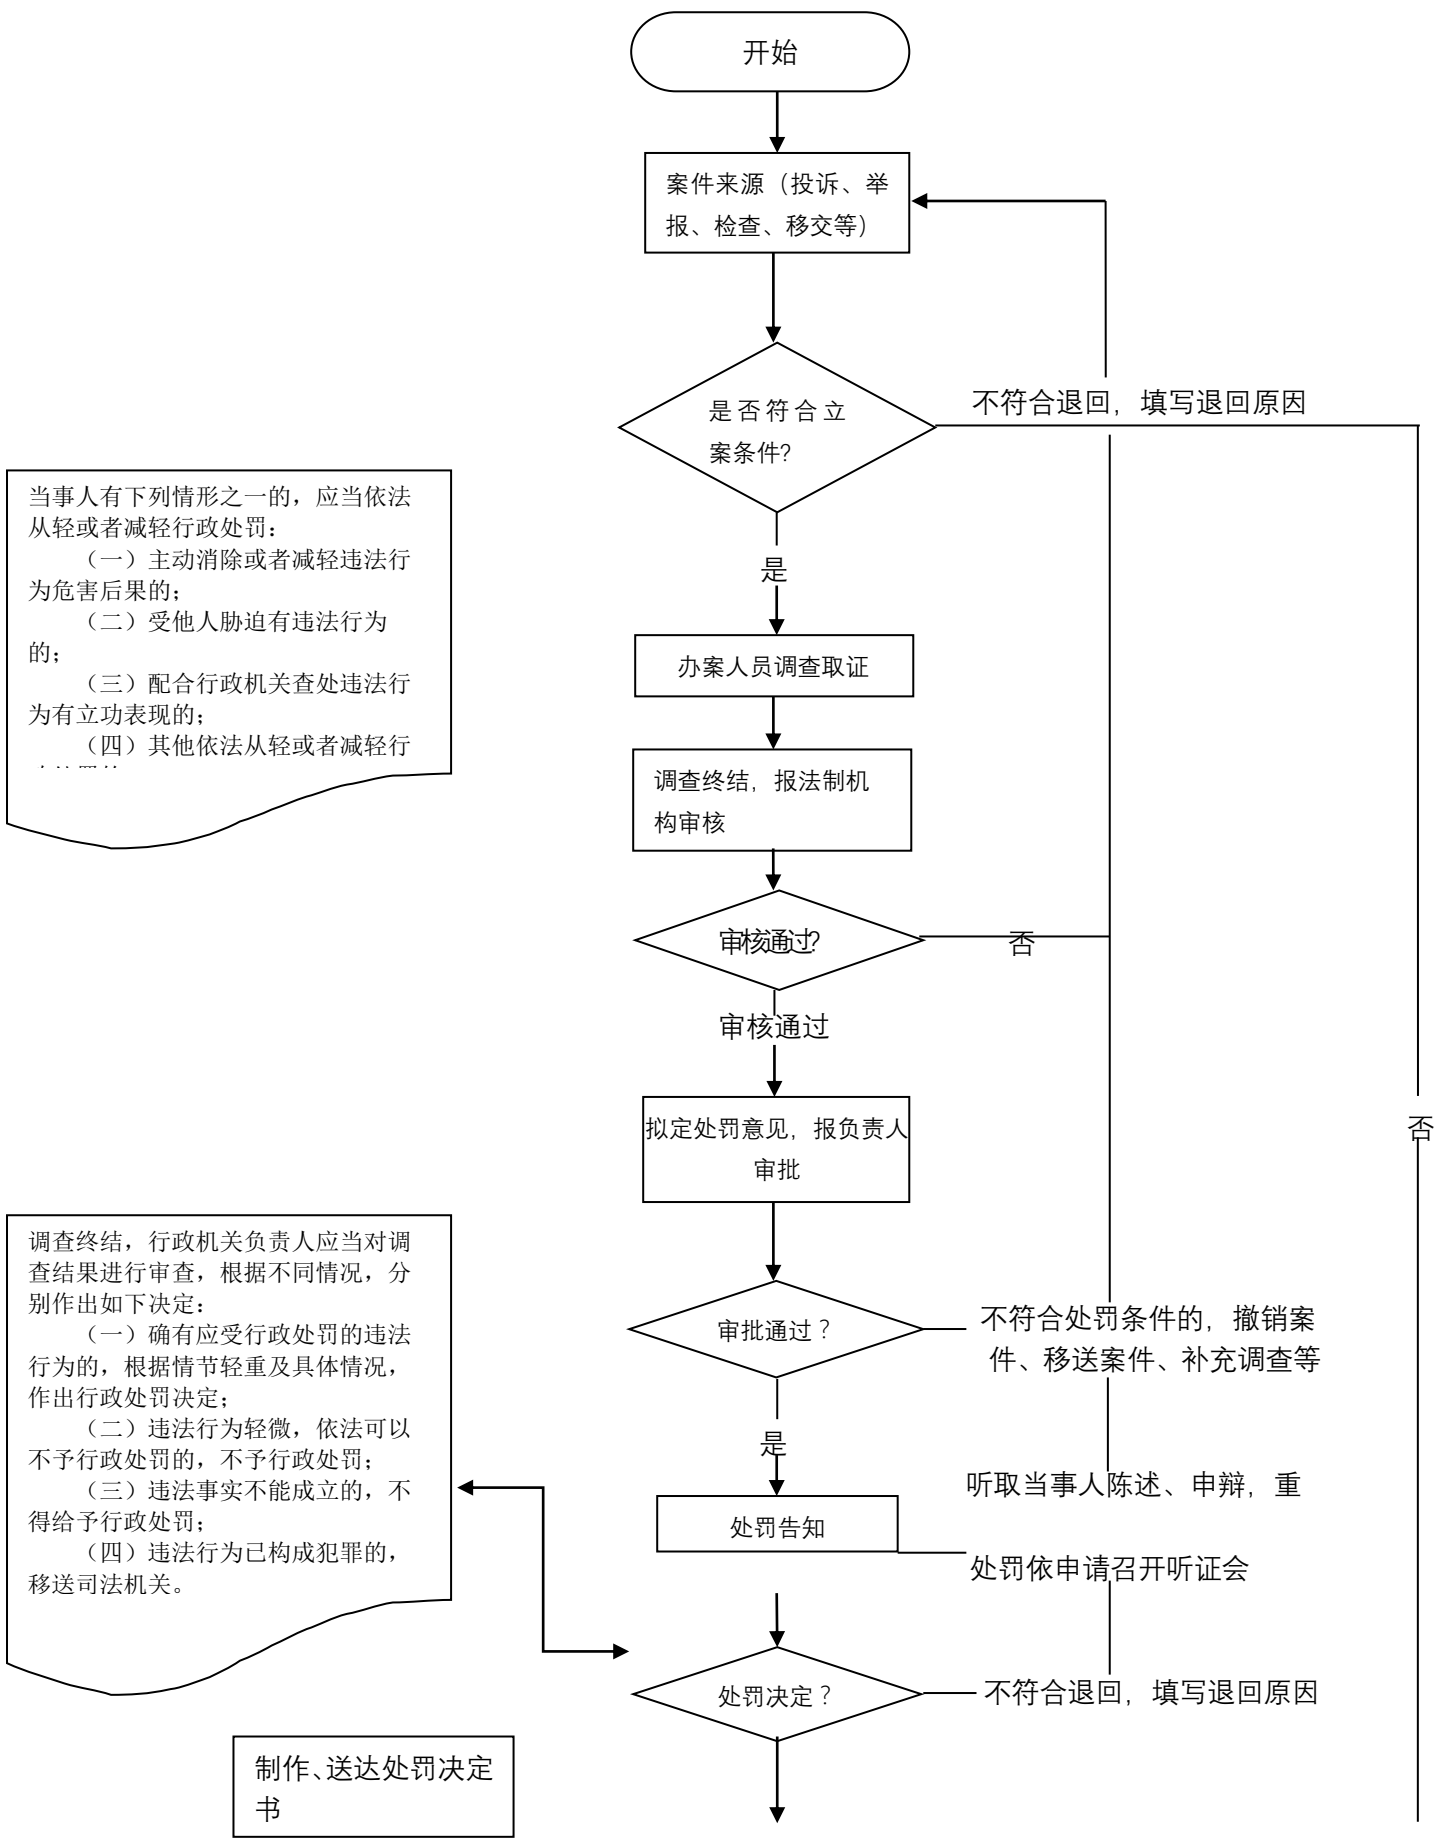 开始
案件来源（投诉、举
报、检查、移交等）
不符合退回，填写退回原因
是否符合立
案条件?
当事人有下列情形之一的，应当依法
从轻或者减轻行政处罚：
（一）主动消除或者减轻违法行
为危害后果的；
（二）受他人胁迫有违法行为
的；
（三）配合行政机关查处违法行
为有立功表现的；
（四）其他依法从轻或者减轻行
是
办案人员调查取证
调查终结，报法制机
构审核
审核通过?
否
审核通过
拟定处罚意见，报负责人
审批
否
调查终结，行政机关负责人应当对调
查结果进行审查，根据不同情况，分
别作出如下决定：
（一）确有应受行政处罚的违法
行为的，根据情节轻重及具体情况，
作出行政处罚决定；
（二）违法行为轻微，依法可以
不予行政处罚的，不予行政处罚；
（三）违法事实不能成立的，不
得给予行政处罚；
（四）违法行为已构成犯罪的，
移送司法机关。
审批通过？
不符合处罚条件的，撤销案
件、移送案件、补充调查等
是
听取当事人陈述、申辩，重
处罚告知
处罚依申请召开听证会
处罚决定？
不符合退回，填写退回原因
制作、送达处罚决定
书